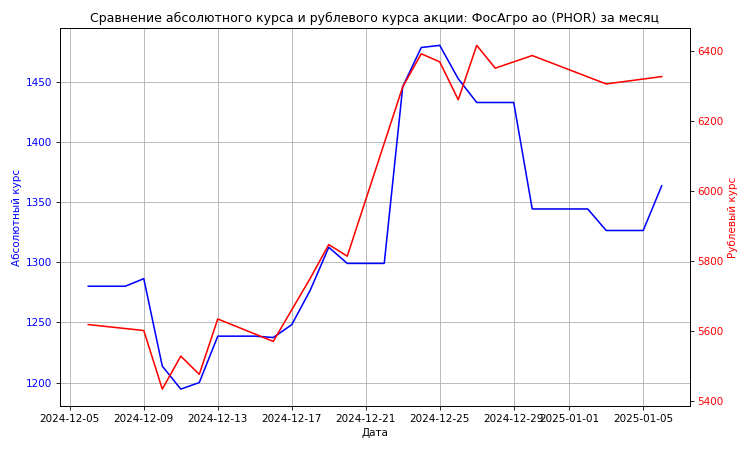 Сравнение абсолютного курса и рублевого курса акции: ФосАгро ао (PHOR) за месяц
1450
1400
1350
1300
1250
1200
Абсолютный курс
6400
6200
6000
5800
5600
5400
Рублевый курс
2024-12-05 2024-12-09 2024-12-13 2024-12-17 2024-12-21 2024-12-25 2024-12-29 2025-01-01 2025-01-05
Дата